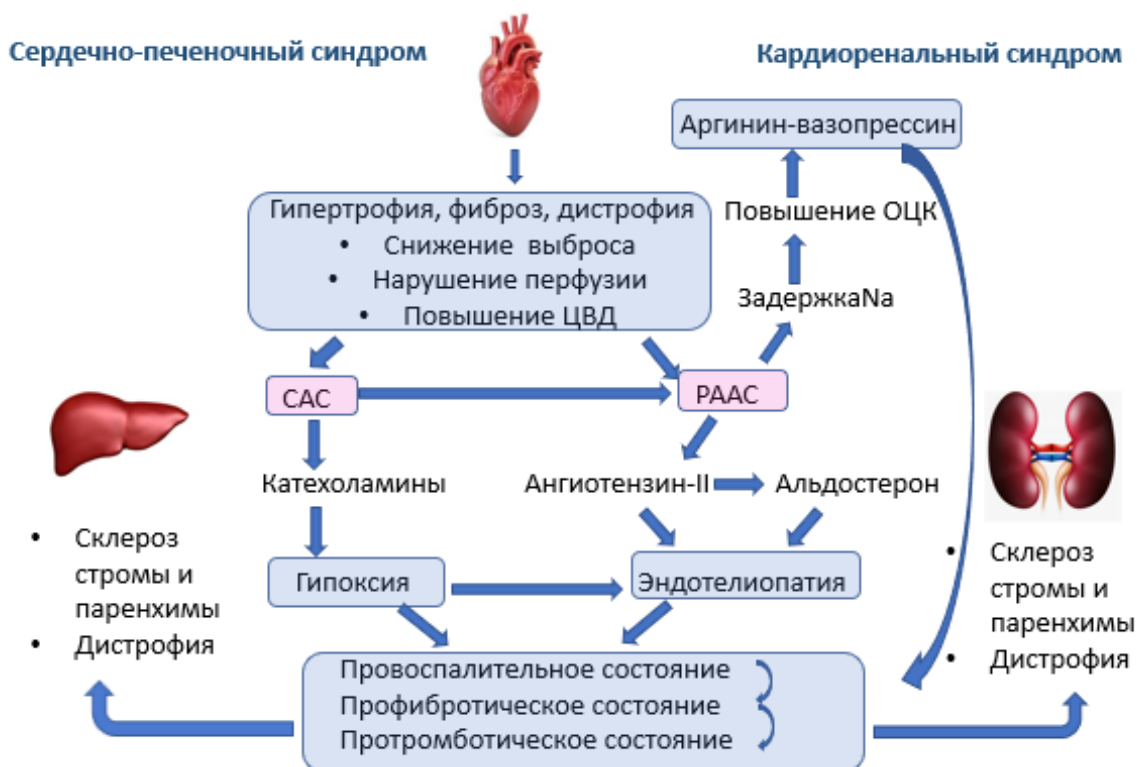 Сердечно-печеночный синдром
Кардиоренальный синдром
Аргинин-вазопрессин
Гипертрофия, фиброз, дистрофия
• Снижение выброса
• Нарушение перфузии
• Повышение ЦВД
Повышение ОЦК
ЗадержкаNa
САС
РААС
Катехоламины
Ангиотензин-II
Альдостерон
• Склероз
стромы и
паренхимы
• Дистрофия
Гипоксия
Эндотелиопатия
• Склероз
стромы и
паренхимы
• Дистрофия
Провоспалительное состояние
Профибротическое состояние
Протромботическое состояние